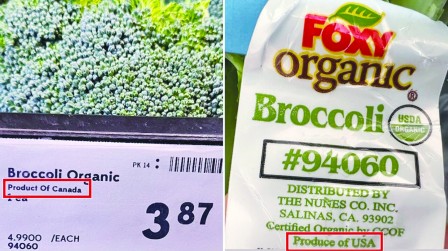 Broccoli Organic
PK 14 :
Product Of Canada
3 87
4.9900 /EACH
94060
FOXY
organic
®
Broccoli
USDA
ORGANIC
#94060
DISTRIBUTED BY
THE NUNES CO. INC.
SALINAS, CA. 93902
Certified Organic by CCOF
Produce of USA